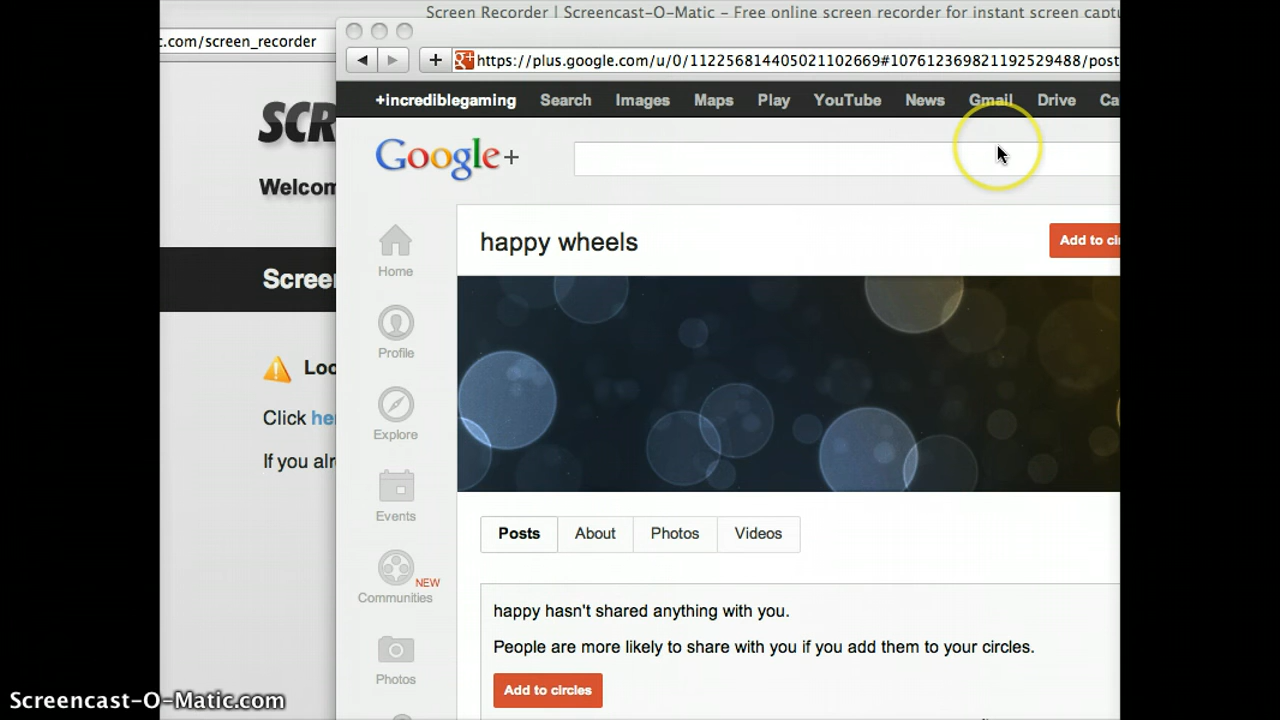 Screen Recorder | Screencast-O-Matic - Free online screen recorder for instant screen captu
c.com/screen_recorder
https://plus.google.com/u/0/112256814405021102669#107612369821192529488/post
+incrediblegaming Search Images Maps Play YouTube News Gmail Drive Ca
SCR
Google+
Welcom
happy wheels
Add to cir
Home
Screen
Profile
Loo
Click he
Explore
If you alr
Events
Posts About Photos Videos
NEW
Communities
happy hasn't shared anything with you.
People are more likely to share with you if you add them to your circles.
Photos
Add to circles
Screencast-O-Matic.com